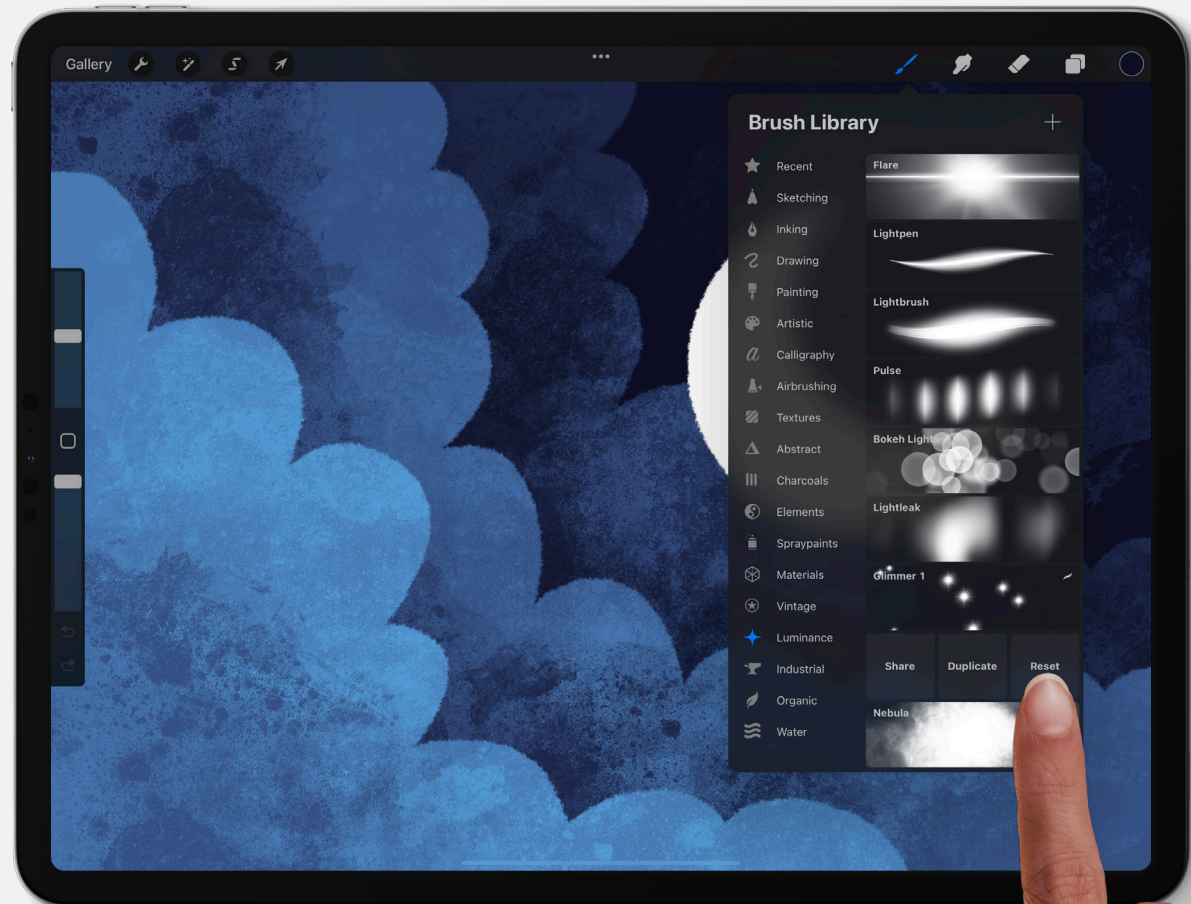 Gallery
Brush Library
Recent
Sketching
Inking
Drawing
Painting
Artistic
Calligraphy
Airbrushing
Textures
Abstract
Charcoals
Elements
Spraypaints
Materials
Vintage
Luminance
Industrial
Organic
Water
Flare
Lightpen
Lightbrush
Pulse
Bokeh Light
Lightleak
Glimmer 1
Share Duplicate Reset
Nebula